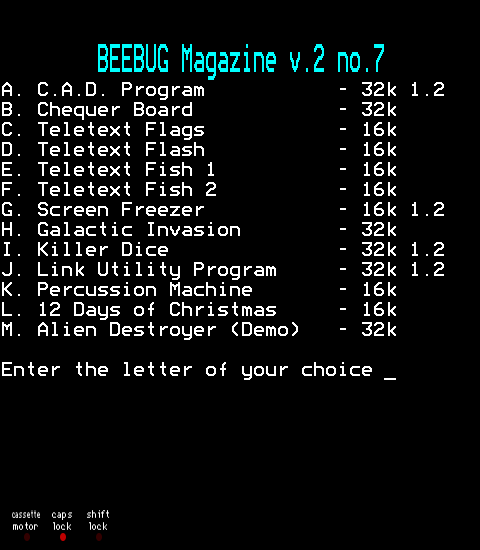 BEEBUG Magazine v.2 no.7
A. C.A.D. Program - 32k 1.2
B. Chequer Board - 32k
C. Teletext Flags - 16k
D. Teletext Flash - 16k
E. Teletext Fish 1 - 16k
F. Teletext Fish 2 - 16k
G. Screen Freezer - 16k 1.2
H. Galactic Invasion - 32k
I. Killer Dice - 32k 1.2
J. Link Utility Program - 32k 1.2
K. Percussion Machine - 16k
L. 12 Days of Christmas - 16k
M. Alien Destroyer (Demo) - 32k
Enter the letter of your choice _
cassette caps shift
motor lock lock